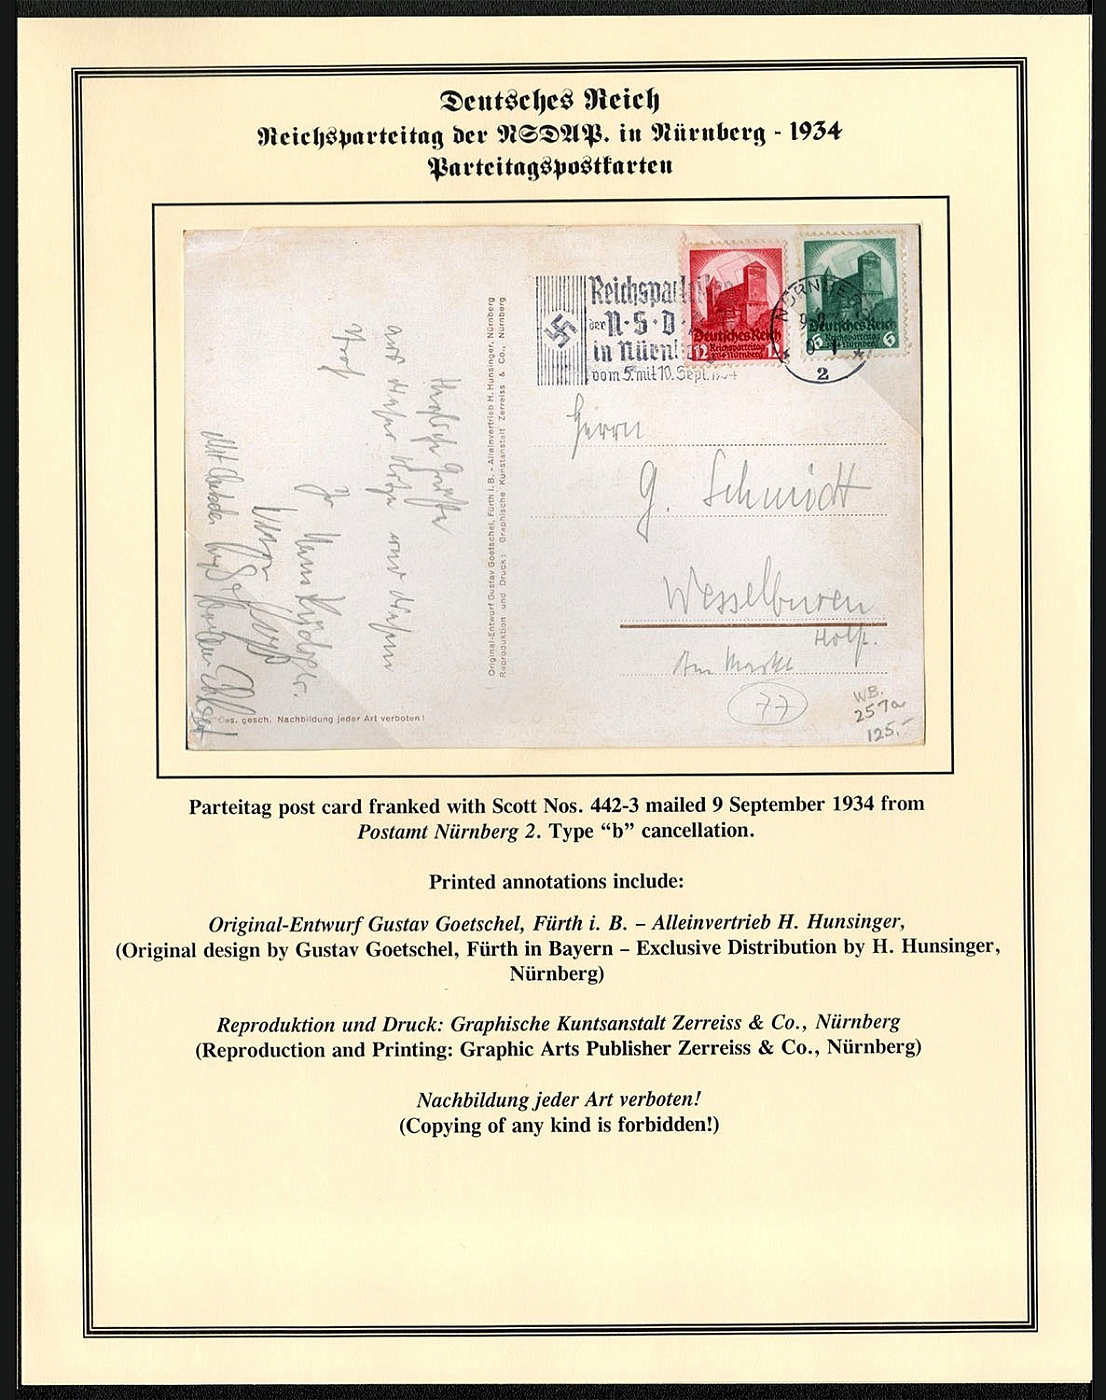 Deutsches Reich
Reichsparteitag der NSDAP. in Nürnberg - 1934
Parteitagspostkarten
Reichspartei
der N·S·D
in Nürnb
vom 5. mit 10. Sept. 1934
NÜRNBERG
2
Deutsches Reich
12 Reichsparteitag
1934 Nürnberg
Deutsches Reich
6 Reichsparteitag 6
1934 Nürnberg
Herrn
G. Schmidt
Wesselburen
Holst.
Am Markt
77
W.B.
257a
125.-
Original-Entwurf Gustav Goetschel, Fürth i. B. - Alleinvertrieb H. Hunsinger, Nürnberg
Reproduktion und Druck: Graphische Kunstanstalt Zerreiss & Co., Nürnberg
Ges. gesch. Nachbildung jeder Art verboten!
Parteitag post card franked with Scott Nos. 442-3 mailed 9 September 1934 from
Postamt Nürnberg 2. Type “b” cancellation.
Printed annotations include:
Original-Entwurf Gustav Goetschel, Fürth i. B. – Alleinvertrieb H. Hunsinger,
(Original design by Gustav Goetschel, Fürth in Bayern – Exclusive Distribution by H. Hunsinger,
Nürnberg)
Reproduktion und Druck: Graphische Kuntsanstalt Zerreiss & Co., Nürnberg
(Reproduction and Printing: Graphic Arts Publisher Zerreiss & Co., Nürnberg)
Nachbildung jeder Art verboten!
(Copying of any kind is forbidden!)